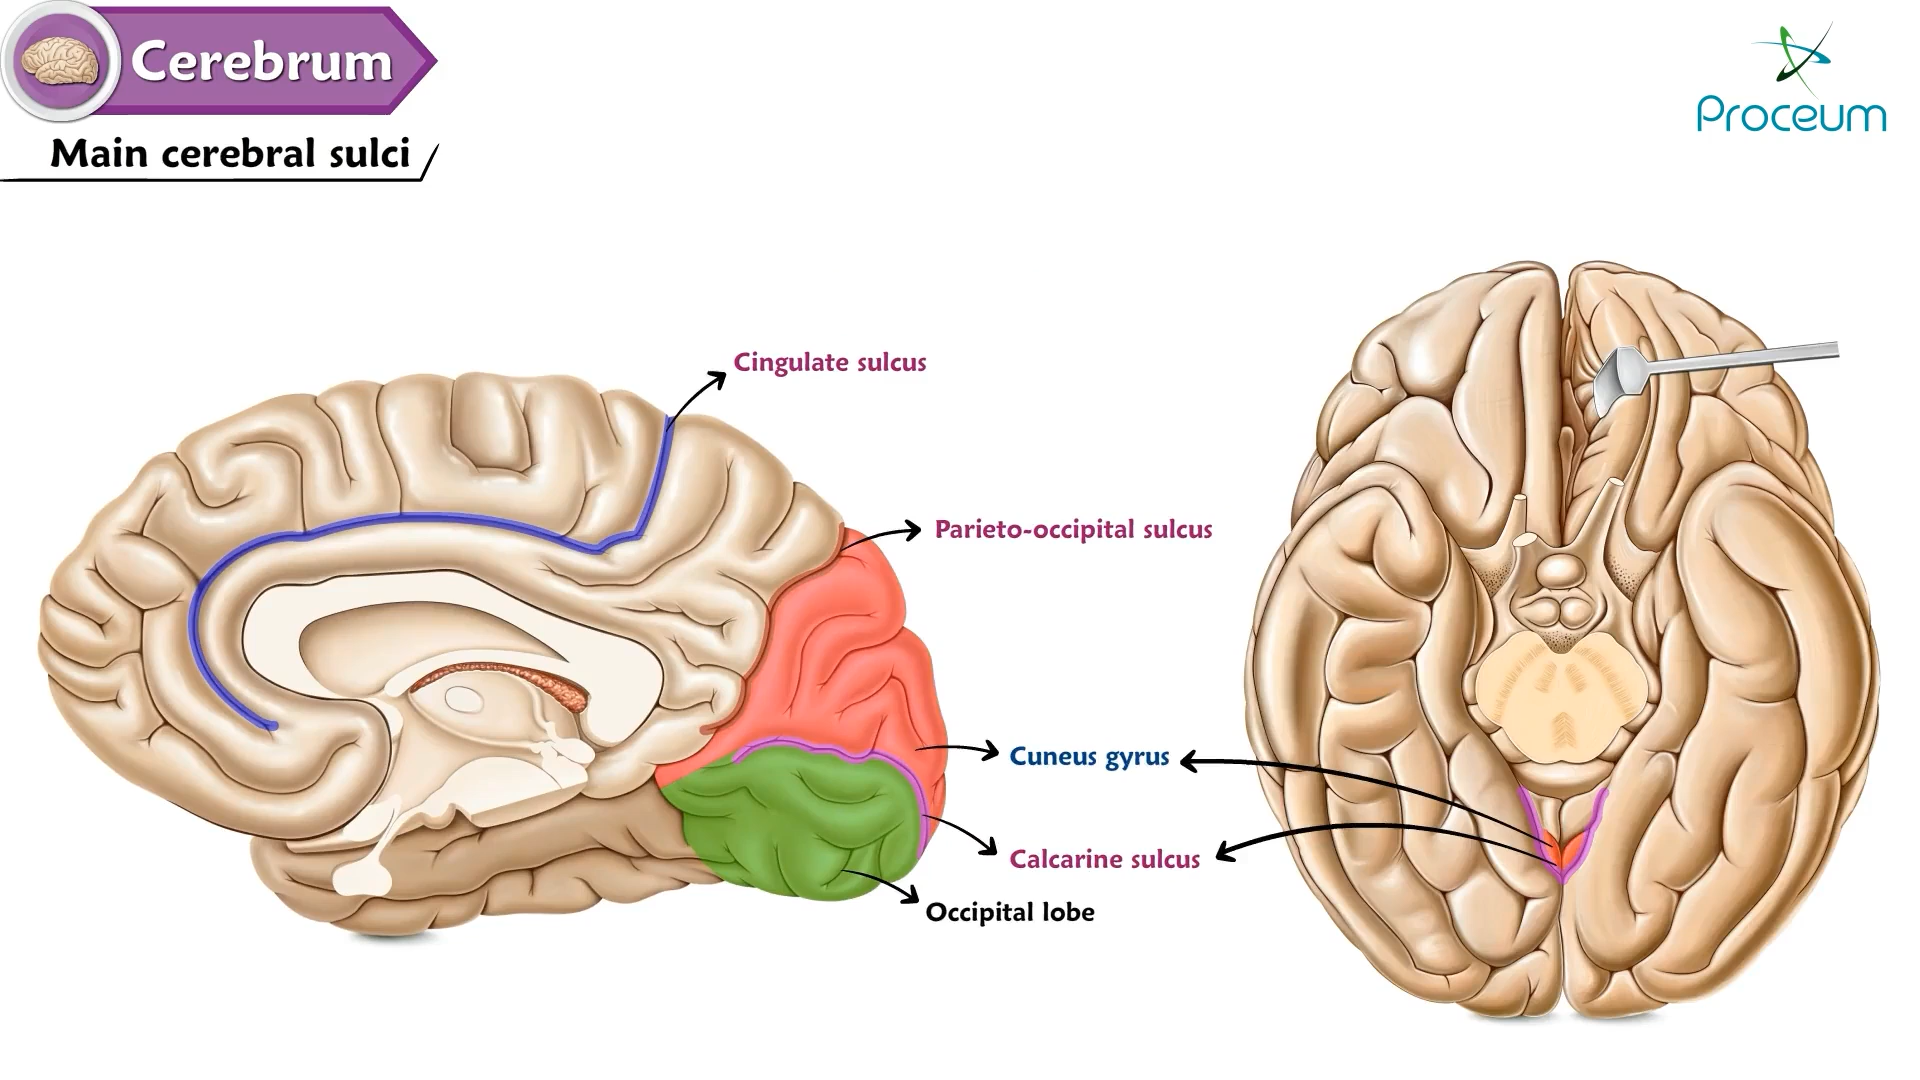 Cerebrum
Main cerebral sulci
Proceum
Cingulate sulcus
Parieto-occipital sulcus
Cuneus gyrus
Calcarine sulcus
Occipital lobe